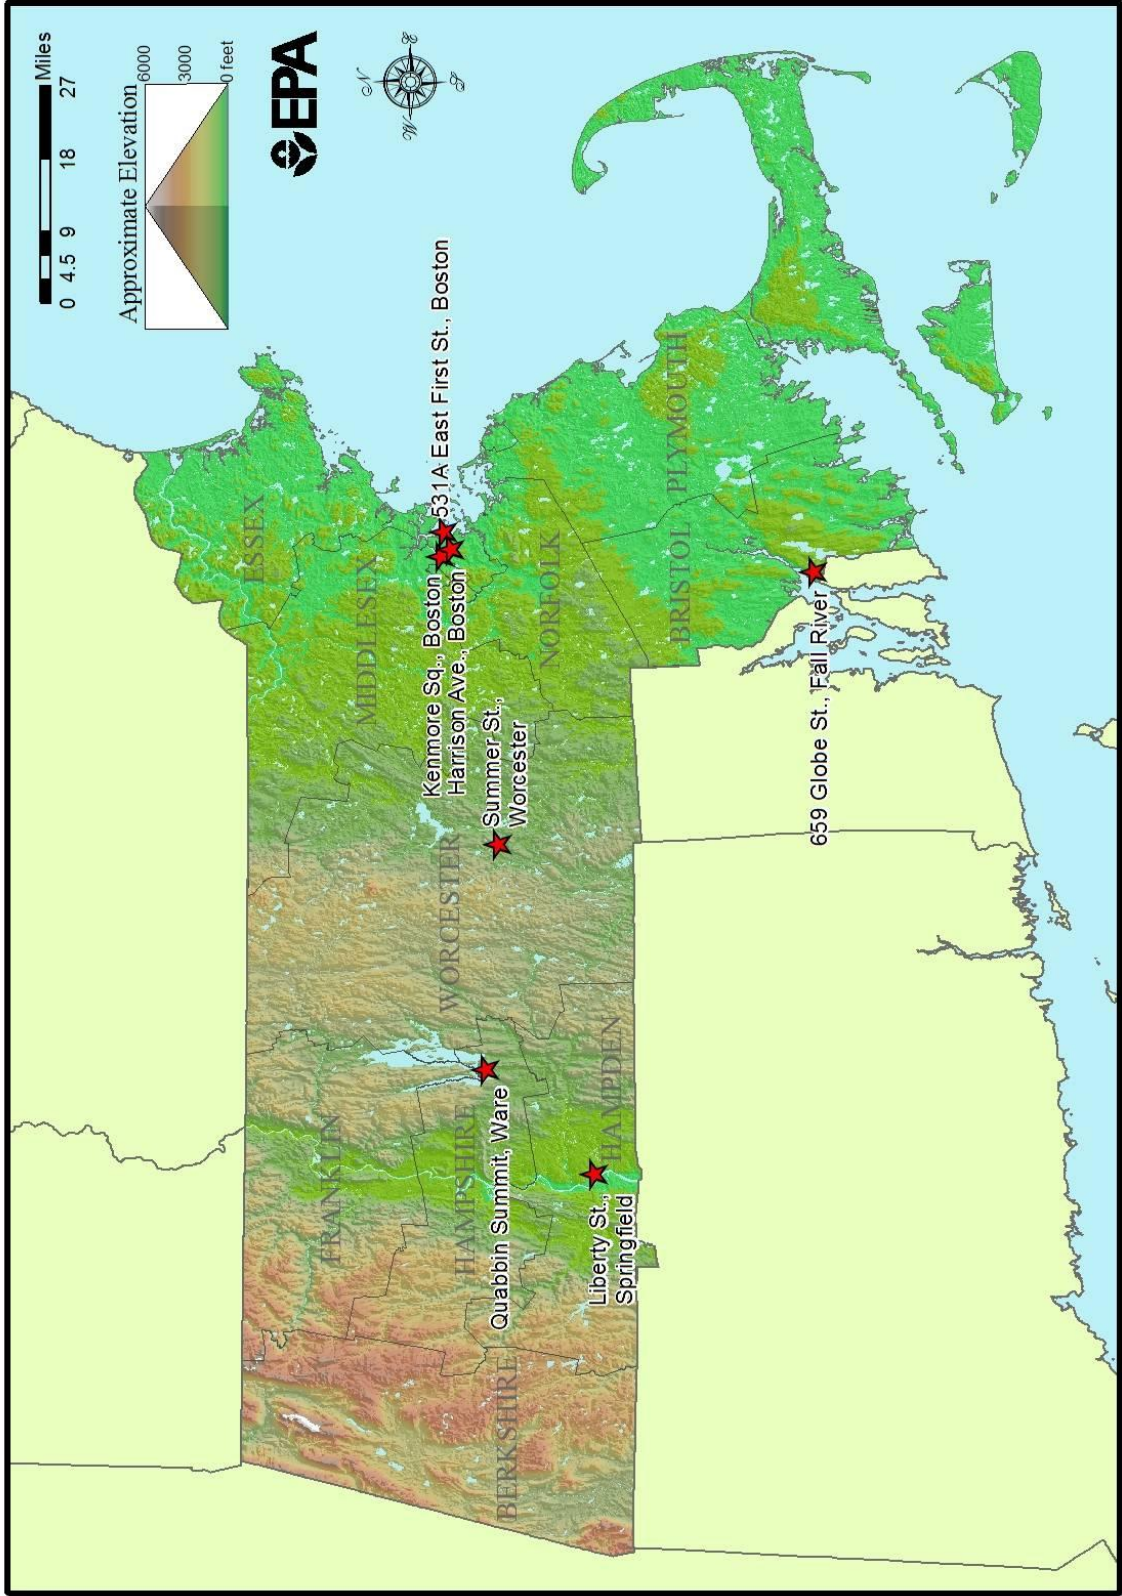 0 4.5 9 18 27
Miles
Approximate Elevation
6000
3000
0 feet
EPA
N
E
S
W
ESSEX
MIDDLESEX
FRANKLIN
WORCESTER
HAMPSHIRE
BERKSHIRE
HAMPDEN
NORFOLK
BRISTOL
PLYMOUTH
531A East First St., Boston
Kenmore Sq., Boston
Harrison Ave., Boston
Summer St.,
Worcester
Quabbin Summit, Ware
Liberty St.,
Springfield
659 Globe St., Fall River